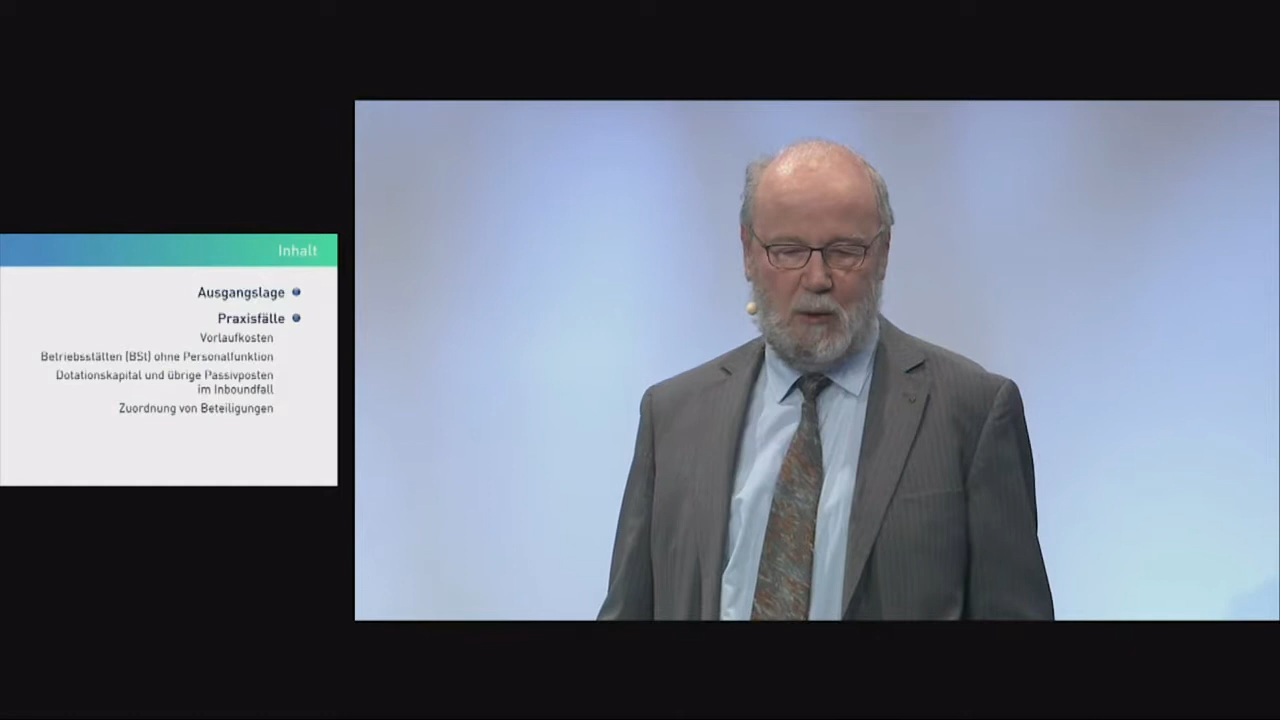 Inhalt
Ausgangslage
Praxisfälle
Vorlaufkosten
Betriebsstätten (BSt) ohne Personalfunktion
Dotationskapital und übrige Passivposten
im Inboundfall
Zuordnung von Beteiligungen